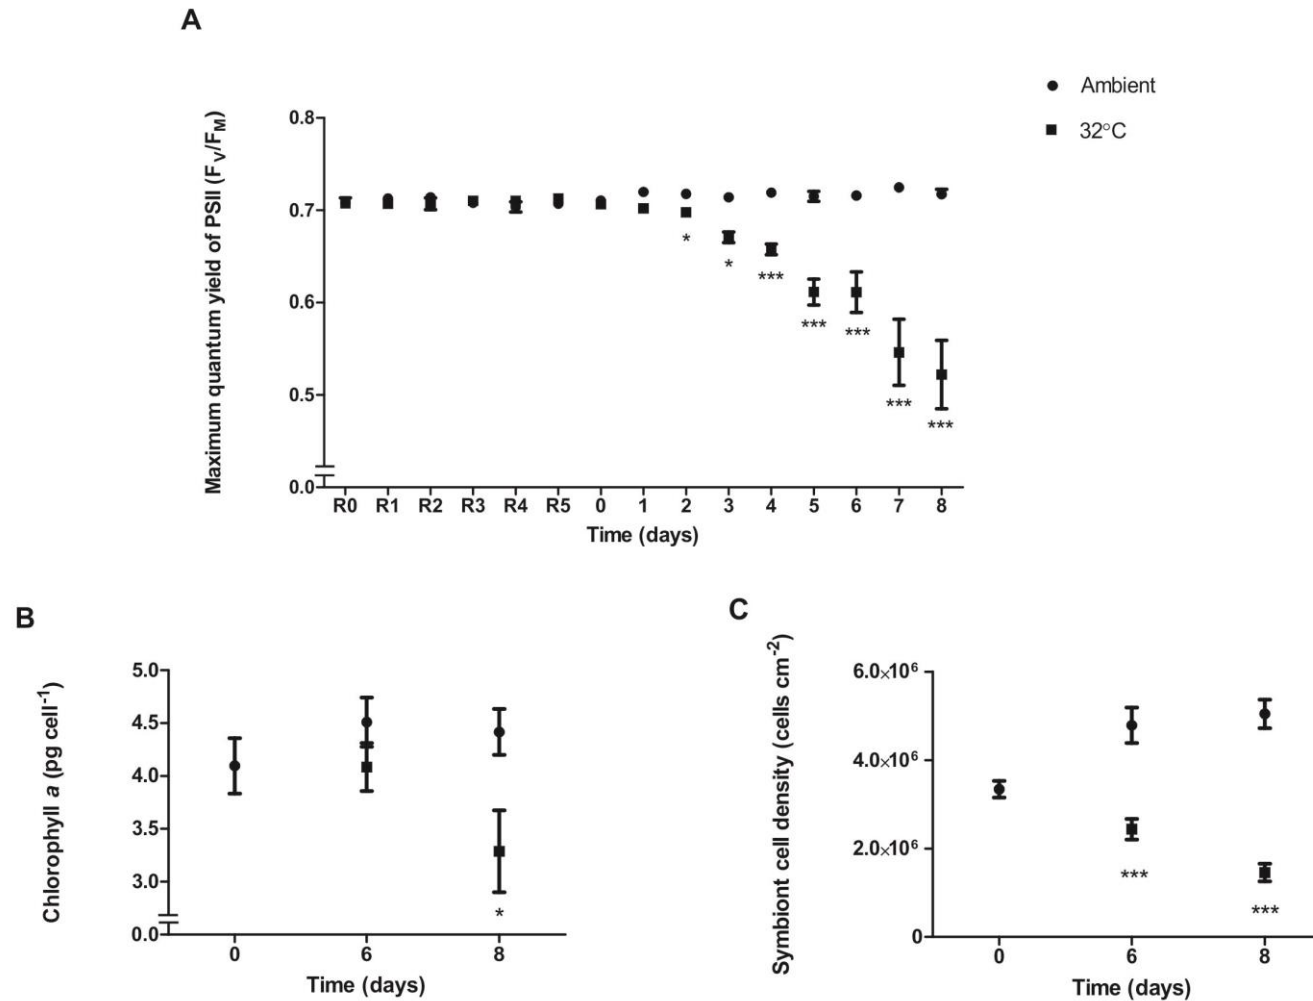 A
Ambient
32°C
Maximum quantum yield of PSII (FV/FM)
0.8
0.7
0.6
0.5
0.0
*
*
***
***
***
***
***
R0 R1 R2 R3 R4 R5 0 1 2 3 4 5 6 7 8
Time (days)
B
Chlorophyll a (pg cell-1)
5.0
4.5
4.0
3.5
3.0
0.0
*
0 6 8
Time (days)
C
Symbiont cell density (cells cm-2)
6.0×10⁶
4.0×10⁶
2.0×10⁶
0
***
***
0 6 8
Time (days)